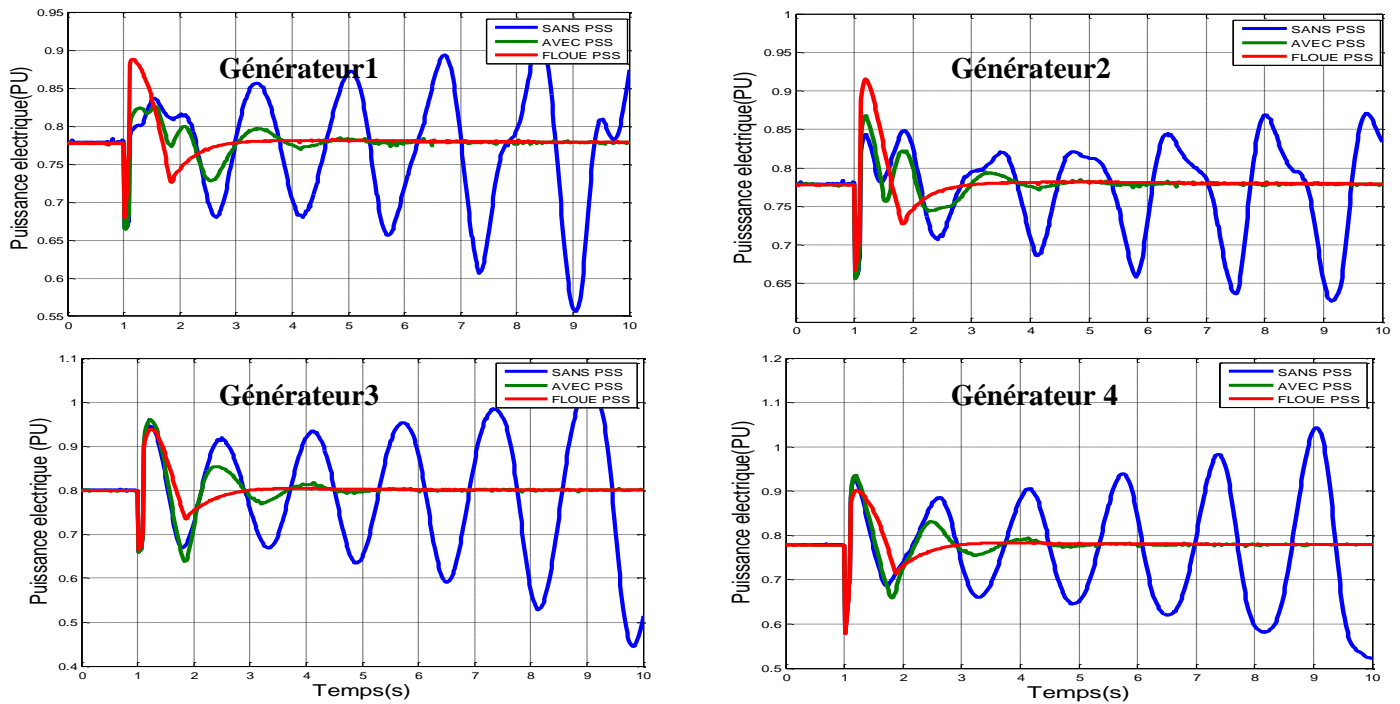 Générateur1
SANS PSS
AVEC PSS
FLOUE PSS
Puissance electrique(PU)
0.95
0.9
0.85
0.8
0.75
0.7
0.65
0.6
0.55
0 1 2 3 4 5 6 7 8 9 10
Générateur2
SANS PSS
AVEC PSS
FLOUE PSS
Puisssance electrique(PU)
1
0.95
0.9
0.85
0.8
0.75
0.7
0.65
0 1 2 3 4 5 6 7 8 9 10
Générateur3
SANS PSS
AVEC PSS
FLOUE PSS
Puissance electrique (PU)
1.1
1
0.9
0.8
0.7
0.6
0.5
0.4
0 1 2 3 4 5 6 7 8 9 10
Temps(s)
Générateur 4
SANS PSS
AVEC PSS
FLOUE PSS
Puissance electrique(PU)
1.2
1.1
1
0.9
0.8
0.7
0.6
0.5
0 1 2 3 4 5 6 7 8 9 10
Temps(s)